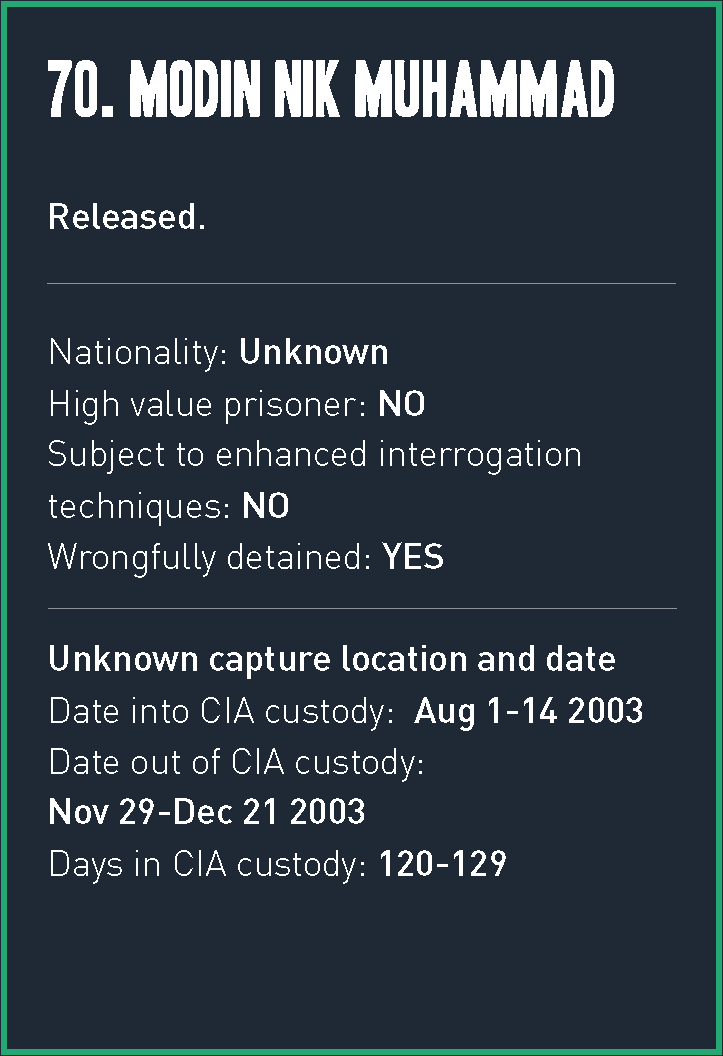 70. MODIN NIK MUHAMMAD
Released.
Nationality: Unknown
High value prisoner: NO
Subject to enhanced interrogation
techniques: NO
Wrongfully detained: YES
Unknown capture location and date
Date into CIA custody: Aug 1-14 2003
Date out of CIA custody:
Nov 29-Dec 21 2003
Days in CIA custody: 120-129